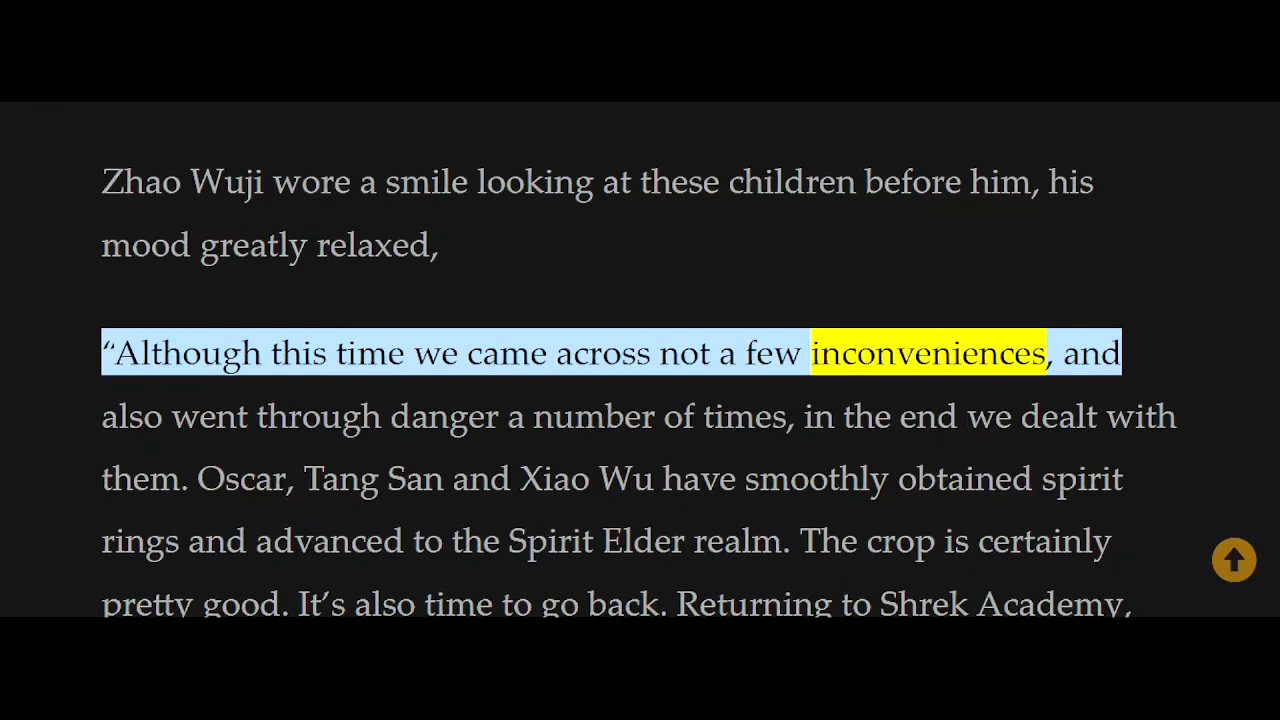 Zhao Wuji wore a smile looking at these children before him, his
mood greatly relaxed,
“Although this time we came across not a few inconveniences, and
also went through danger a number of times, in the end we dealt with
them. Oscar, Tang San and Xiao Wu have smoothly obtained spirit
rings and advanced to the Spirit Elder realm. The crop is certainly
pretty good. It’s also time to go back. Returning to Shrek Academy,